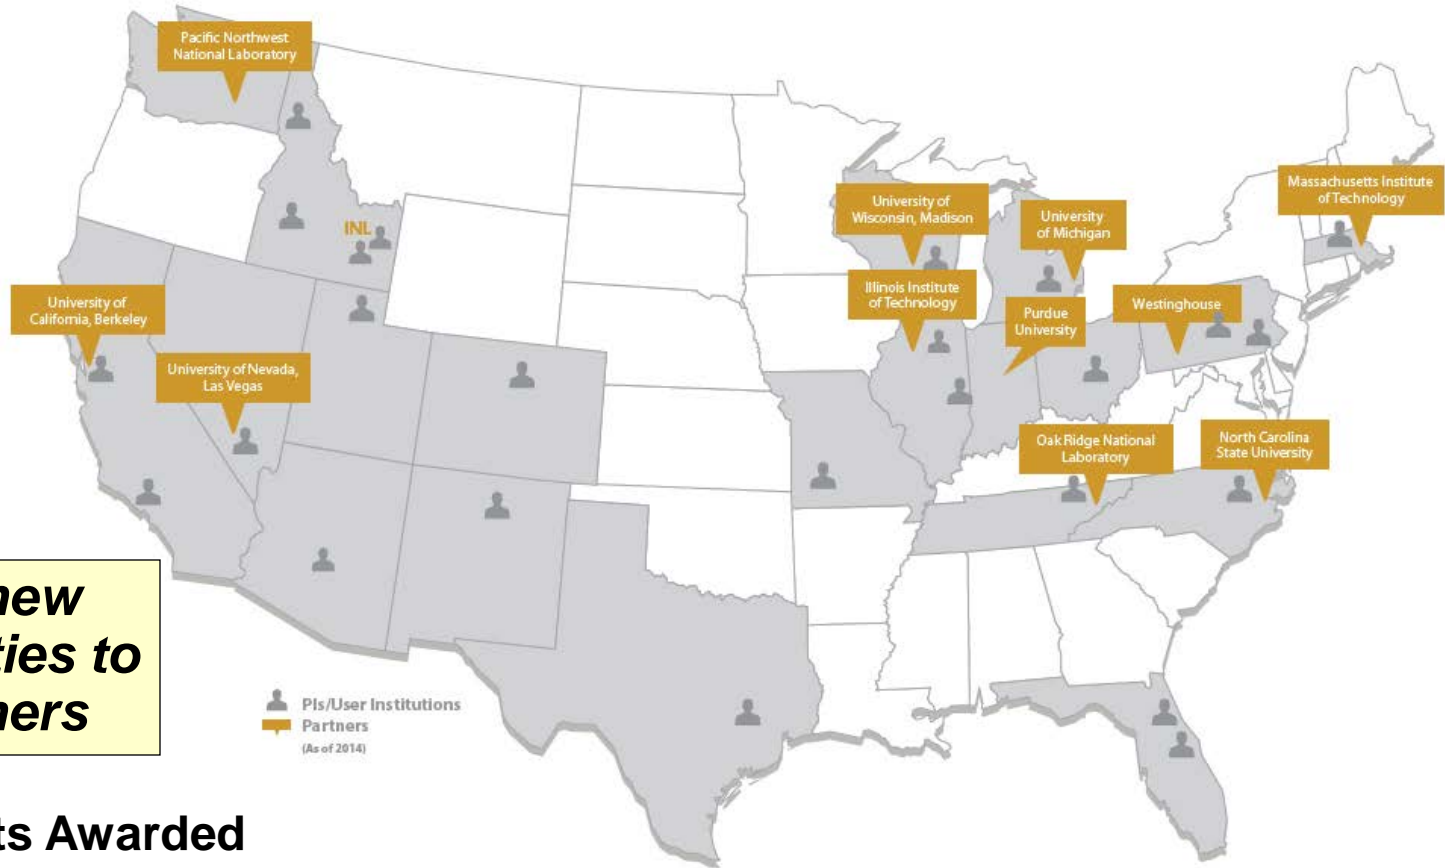 Pacific Northwest
National Laboratory
Massachusetts Institute
of Technology
University of
Wisconsin, Madison
University
of Michigan
INL
Illinois Institute
of Technology
Purdue
University
Westinghouse
University of
California, Berkeley
University of Nevada,
Las Vegas
Oak Ridge National
Laboratory
North Carolina
State University
new
ties to
ners
PIs/User Institutions
Partners
(As of 2014)
ts Awarded